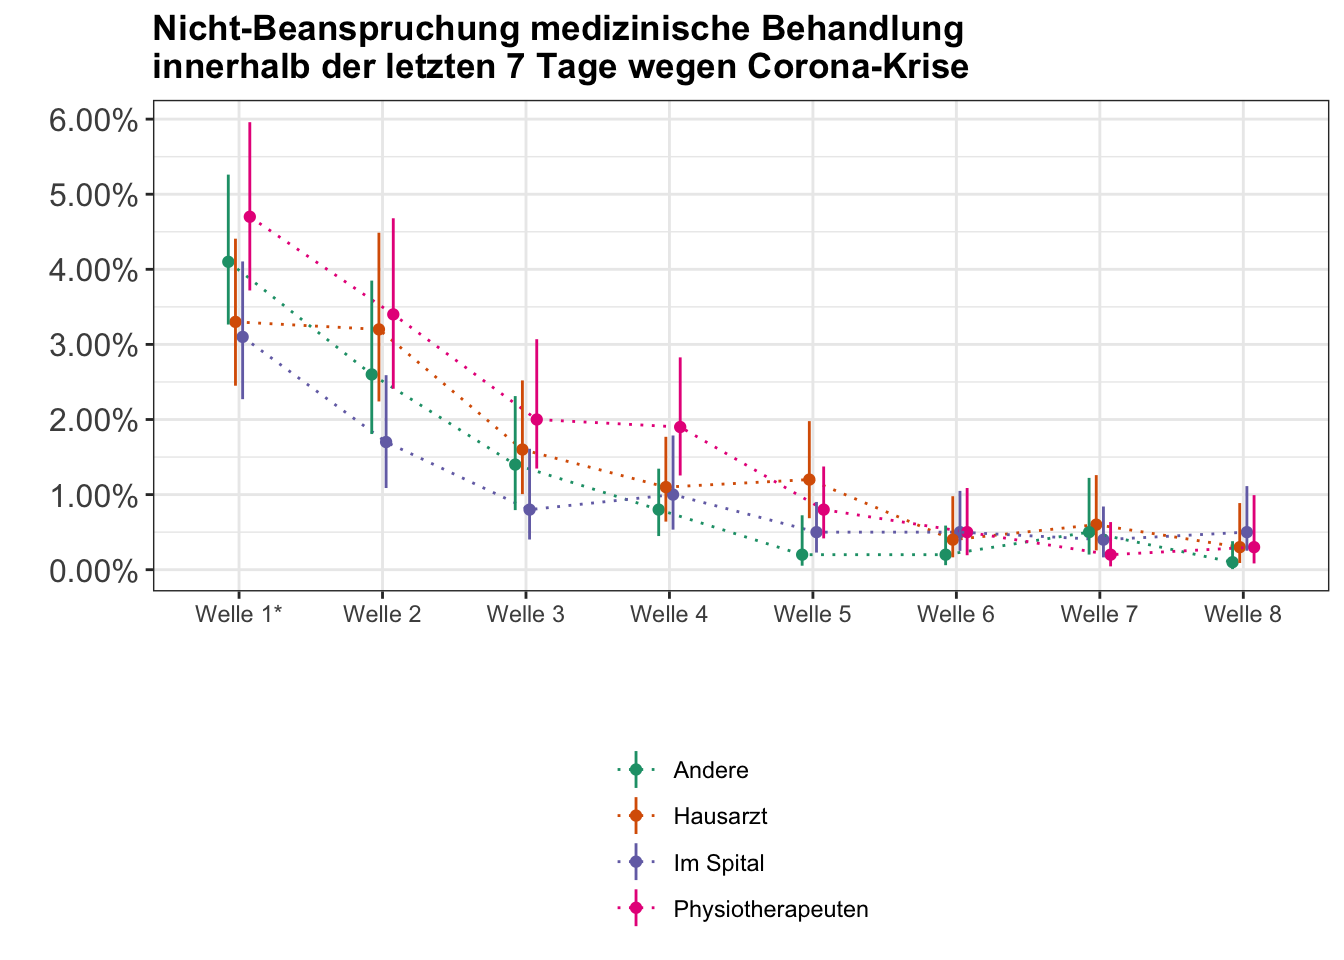 Nicht-Beanspruchung medizinische Behandlung
innerhalb der letzten 7 Tage wegen Corona-Krise
6.00%
5.00%
4.00%
3.00%
2.00%
1.00%
0.00%
Welle 1* Welle 2 Welle 3 Welle 4 Welle 5 Welle 6 Welle 7 Welle 8
Andere
Hausarzt
Im Spital
Physiotherapeuten